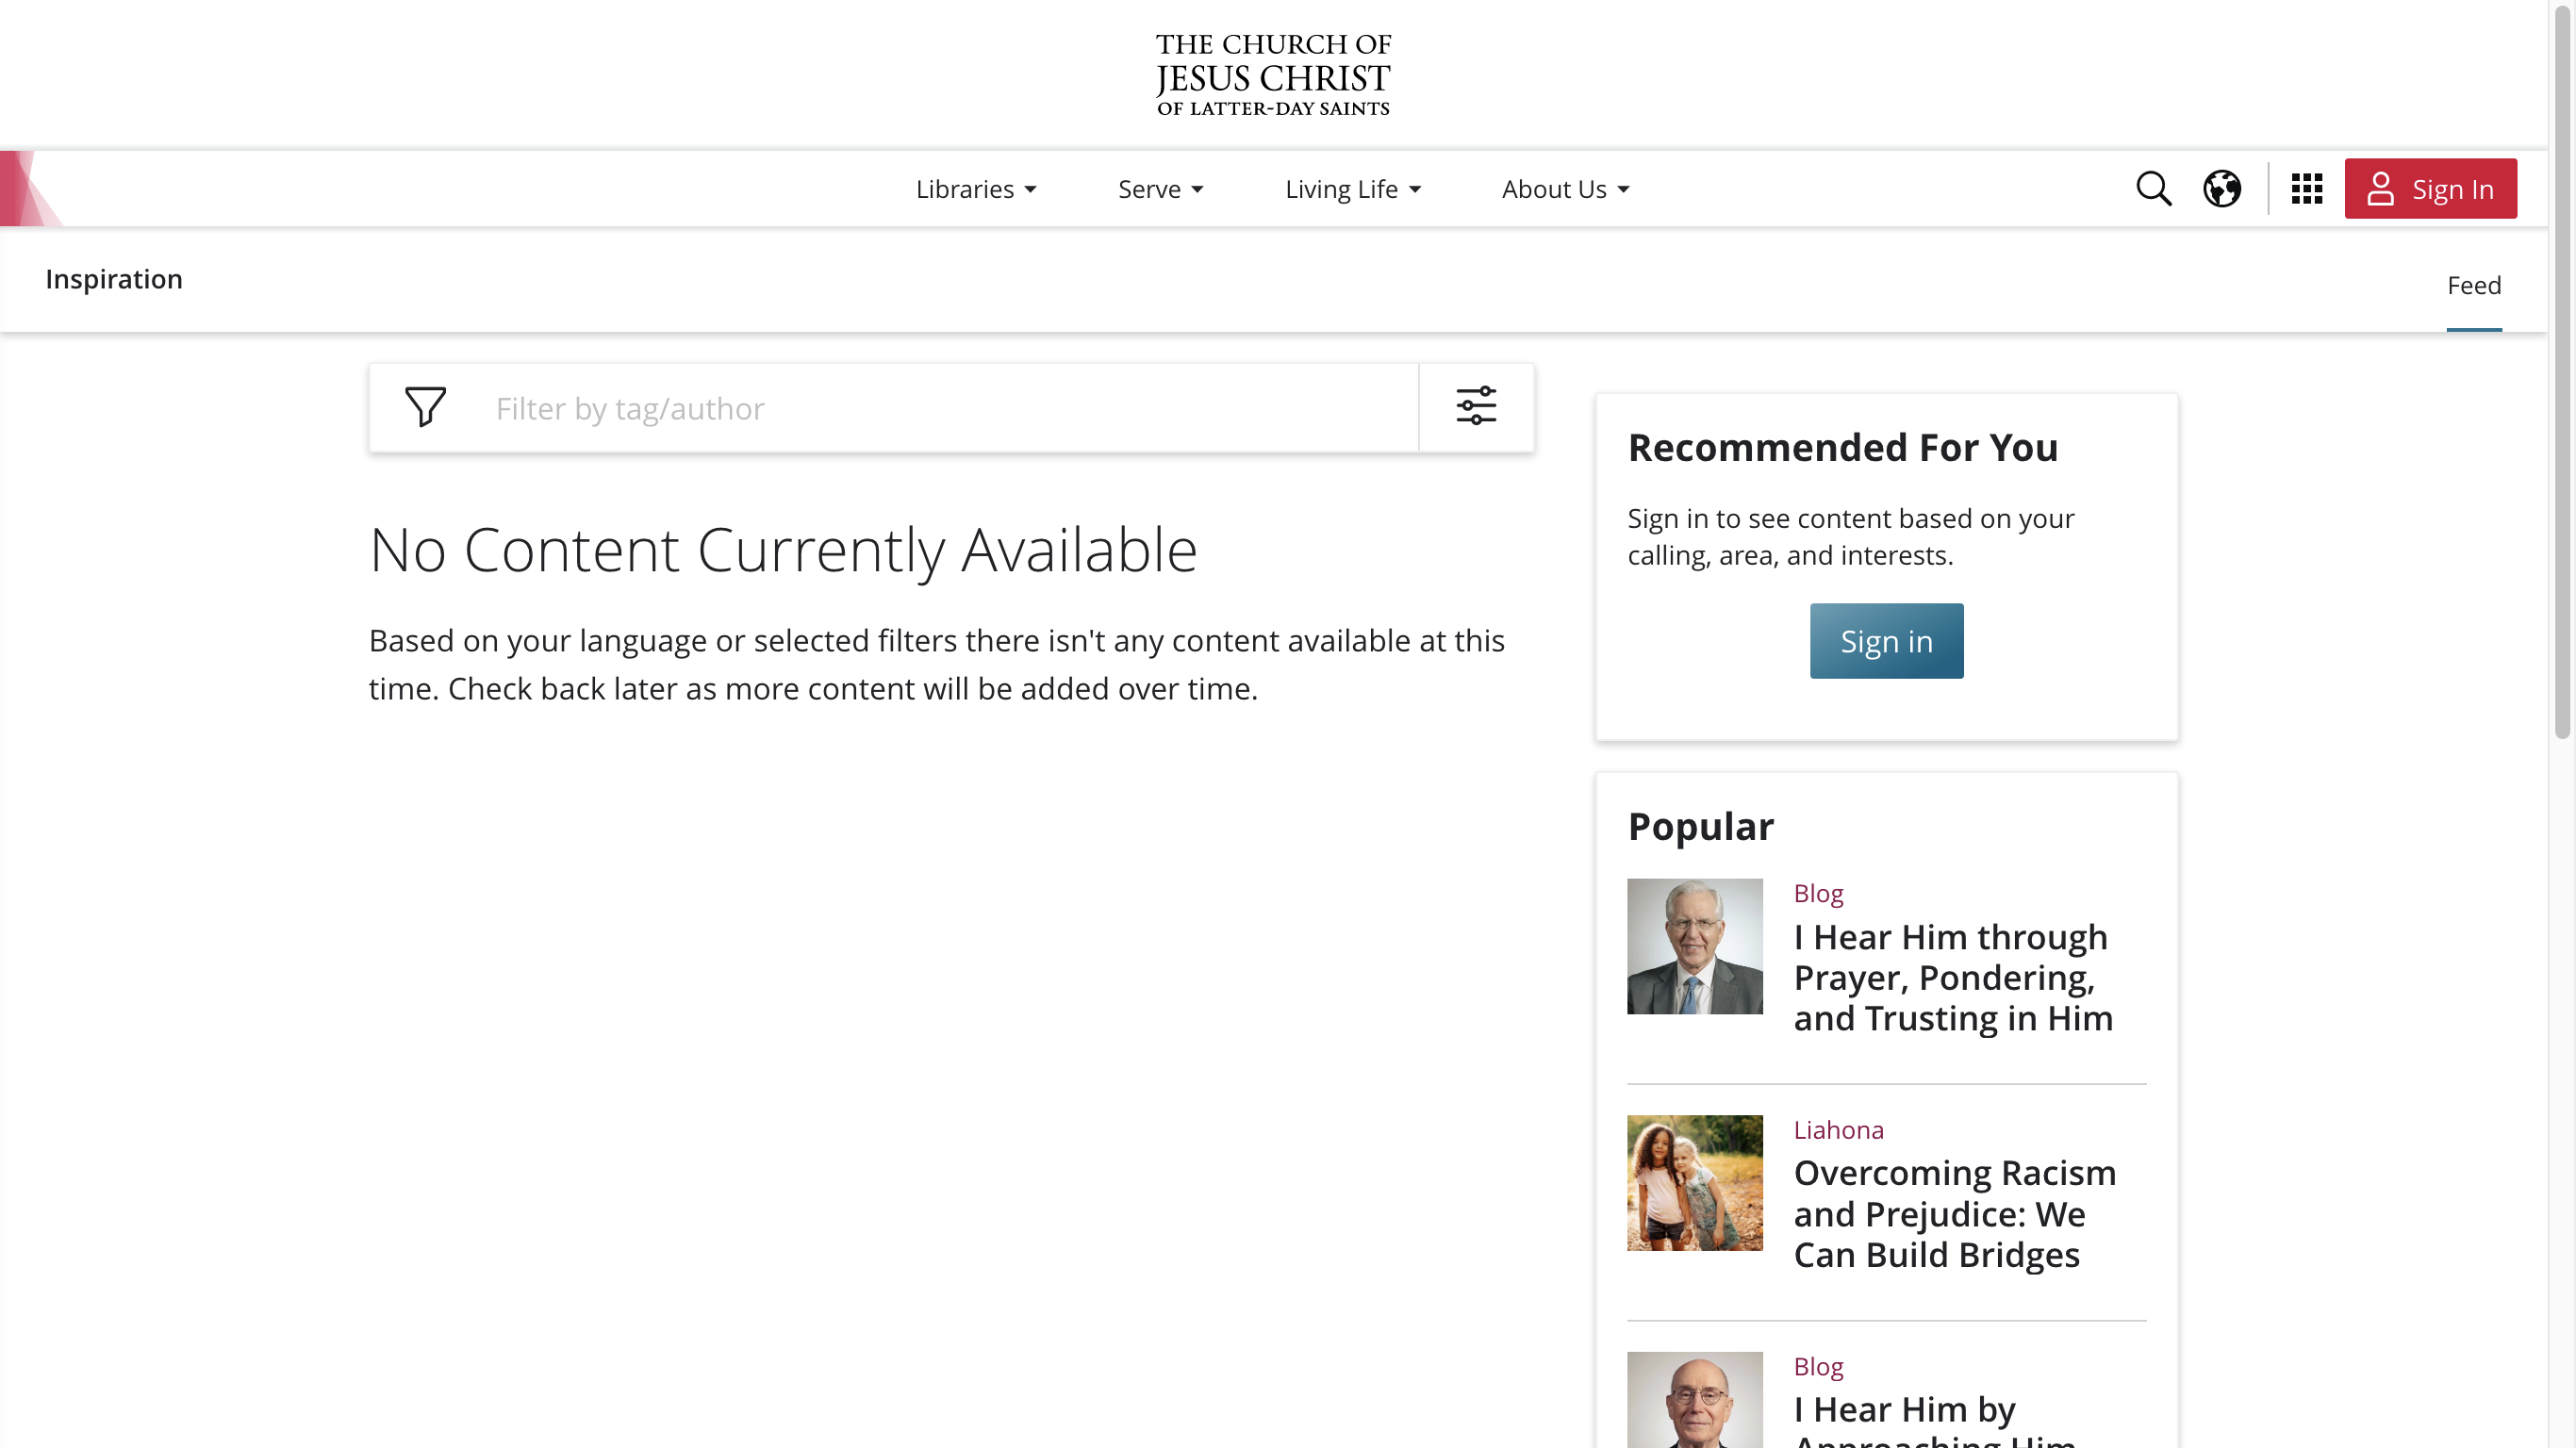 THE CHURCH OF
JESUS CHRIST
OF LATTER-DAY SAINTS
Libraries
Serve
Living Life
About Us
Sign In
Inspiration
Feed
Filter by tag/author
No Content Currently Available
Based on your language or selected filters there isn't any content available at this
time. Check back later as more content will be added over time.
Recommended For You
Sign in to see content based on your
calling, area, and interests.
Sign in
Popular
Blog
I Hear Him through
Prayer, Pondering,
and Trusting in Him
Liahona
Overcoming Racism
and Prejudice: We
Can Build Bridges
Blog
I Hear Him by
Approaching Him